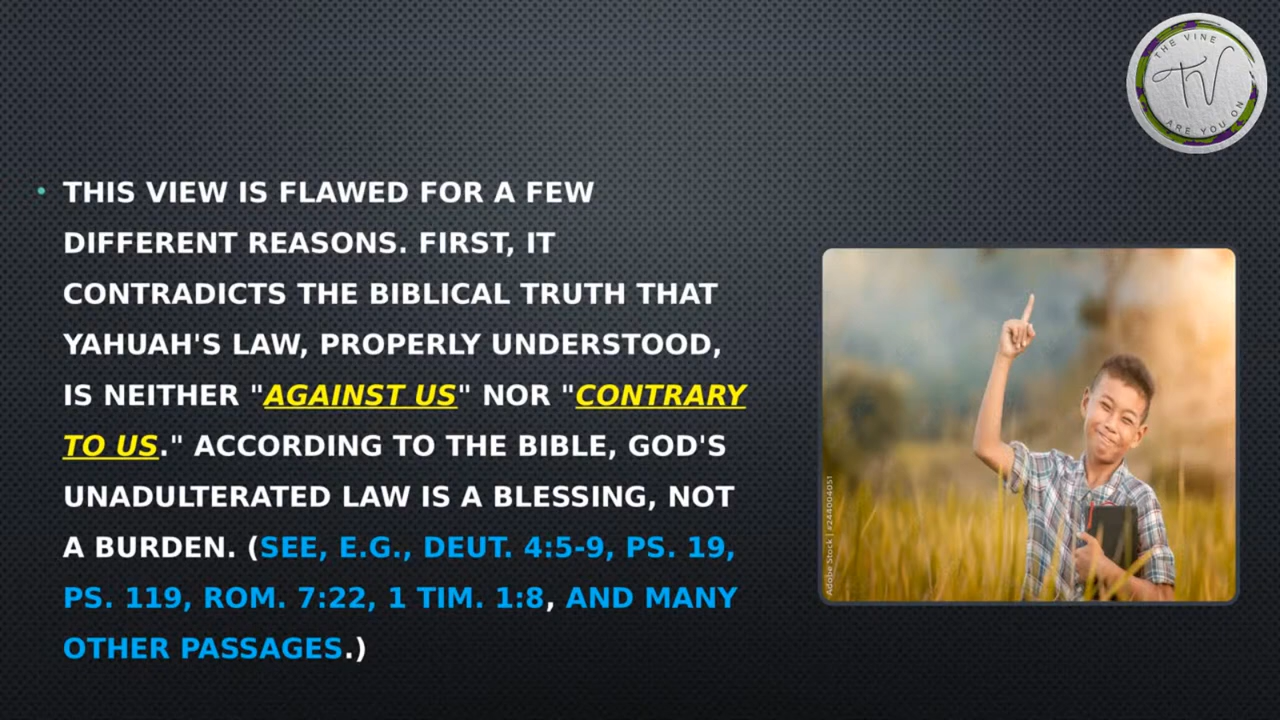 THE VINE
TV
ARE YOU ON
• THIS VIEW IS FLAWED FOR A FEW
DIFFERENT REASONS. FIRST, IT
CONTRADICTS THE BIBLICAL TRUTH THAT
YAHUAH'S LAW, PROPERLY UNDERSTOOD,
IS NEITHER "AGAINST US" NOR "CONTRARY
TO US." ACCORDING TO THE BIBLE, GOD'S
UNADULTERATED LAW IS A BLESSING, NOT
A BURDEN. (SEE, E.G., DEUT. 4:5-9, PS. 19,
PS. 119, ROM. 7:22, 1 TIM. 1:8, AND MANY
OTHER PASSAGES.)
Adobe Stock | #244004051